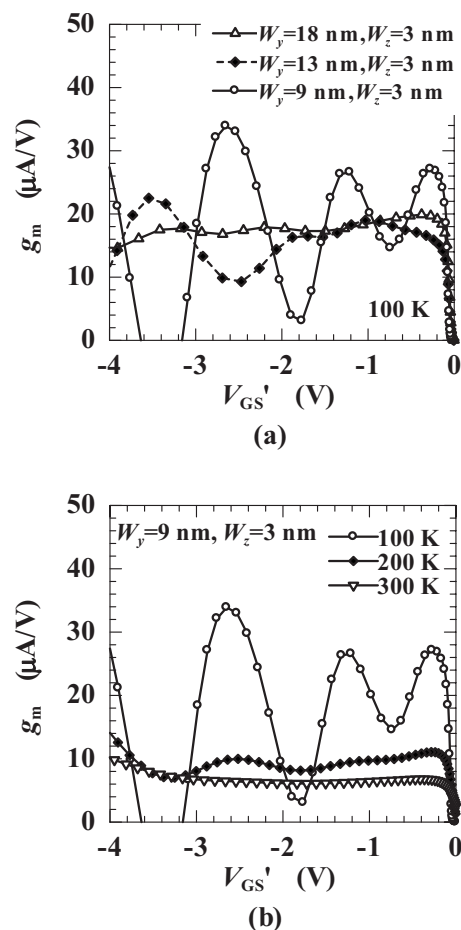 W_y=18 nm, W_z=3 nm
W_y=13 nm, W_z=3 nm
W_y=9 nm, W_z=3 nm
50
40
30
20
10
0
g_m (μA/V)
100 K
-4 -3 -2 -1 0
V_GS' (V)
(a)
W_y=9 nm, W_z=3 nm
100 K
200 K
300 K
50
40
30
20
10
0
g_m (μA/V)
-4 -3 -2 -1 0
V_GS' (V)
(b)